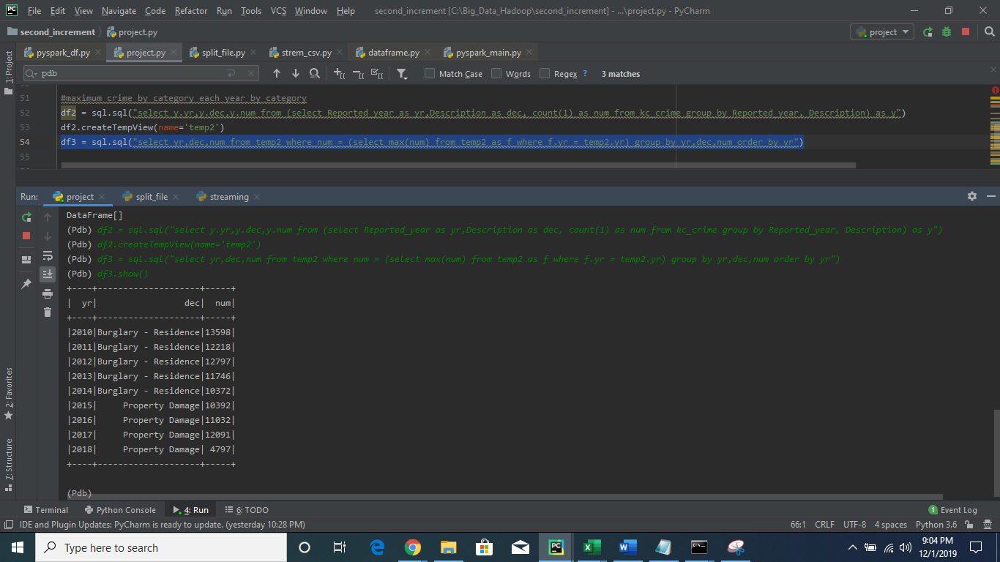 PC File Edit View Navigate Code Refactor Run Tools VCS Window Help second_increment [C:\Big_Data_Hadoop\second_increment] - ...\project.py - PyCharm
second_increment project.py project
pyspark_df.py project.py split_file.py strem_csv.py dataframe.py pyspark_main.py
1: Project
pdb Match Case Words Regex ? 3 matches
51 #maximum crime by category each year by category
52 df2 = sql.sql("select y.yr,y.dec,y.num from (select Reported_year as yr,Description as dec, count(1) as num from kc_crime group by Reported_year, Description) as y")
53 df2.createTempView(name='temp2')
54 df3 = sql.sql("select yr,dec,num from temp2 where num = (select max(num) from temp2 as f where f.yr = temp2.yr) group by yr,dec,num order by yr")
55
Run: project split_file streaming
DataFrame[]
(Pdb) df2 = sql.sql("select y.yr,y.dec,y.num from (select Reported_year as yr,Description as dec, count(1) as num from kc_crime group by Reported_year, Description) as y")
(Pdb) df2.createTempView(name='temp2')
(Pdb) df3 = sql.sql("select yr,dec,num from temp2 where num = (select max(num) from temp2 as f where f.yr = temp2.yr) group by yr,dec,num order by yr")
(Pdb) df3.show()
+----+--------------------+-----+
|  yr|                 dec|  num|
+----+--------------------+-----+
|2010|Burglary - Residence|13598|
|2011|Burglary - Residence|12218|
|2012|Burglary - Residence|12797|
|2013|Burglary - Residence|11746|
|2014|Burglary - Residence|10372|
|2015|     Property Damage|10392|
|2016|     Property Damage|11032|
|2017|     Property Damage|12091|
|2018|     Property Damage| 4797|
+----+--------------------+-----+
(Pdb)
2: Favorites
7: Structure
Terminal Python Console 4: Run 6: TODO 1 Event Log
IDE and Plugin Updates: PyCharm is ready to update. (yesterday 10:28 PM) 66:1 CRLF UTF-8 4 spaces Python 3.6
Type here to search
9:04 PM
12/1/2019